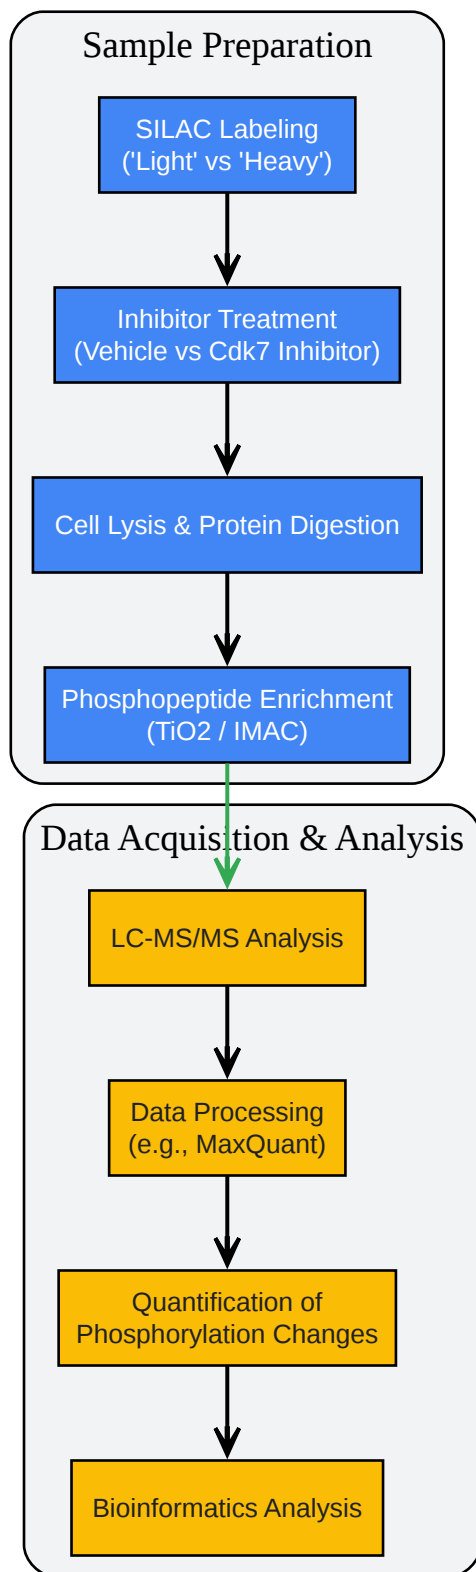 Sample Preparation
SILAC Labeling
('Light' vs 'Heavy')
Inhibitor Treatment
(Vehicle vs Cdk7 Inhibitor)
Cell Lysis & Protein Digestion
Phosphopeptide Enrichment
(TiO2 / IMAC)
Data Acquisition & Analysis
LC-MS/MS Analysis
Data Processing
(e.g., MaxQuant)
Quantification of
Phosphorylation Changes
Bioinformatics Analysis